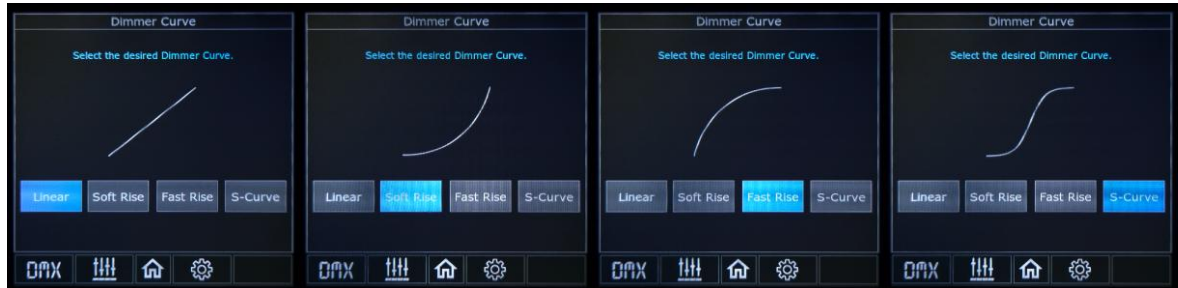 Dimmer Curve
Select the desired Dimmer Curve.
Linear Soft Rise Fast Rise S-Curve
DMX
Dimmer Curve
Select the desired Dimmer Curve.
Linear Soft Rise Fast Rise S-Curve
DMX
Dimmer Curve
Select the desired Dimmer Curve.
Linear Soft Rise Fast Rise S-Curve
DMX
Dimmer Curve
Select the desired Dimmer Curve.
Linear Soft Rise Fast Rise S-Curve
DMX